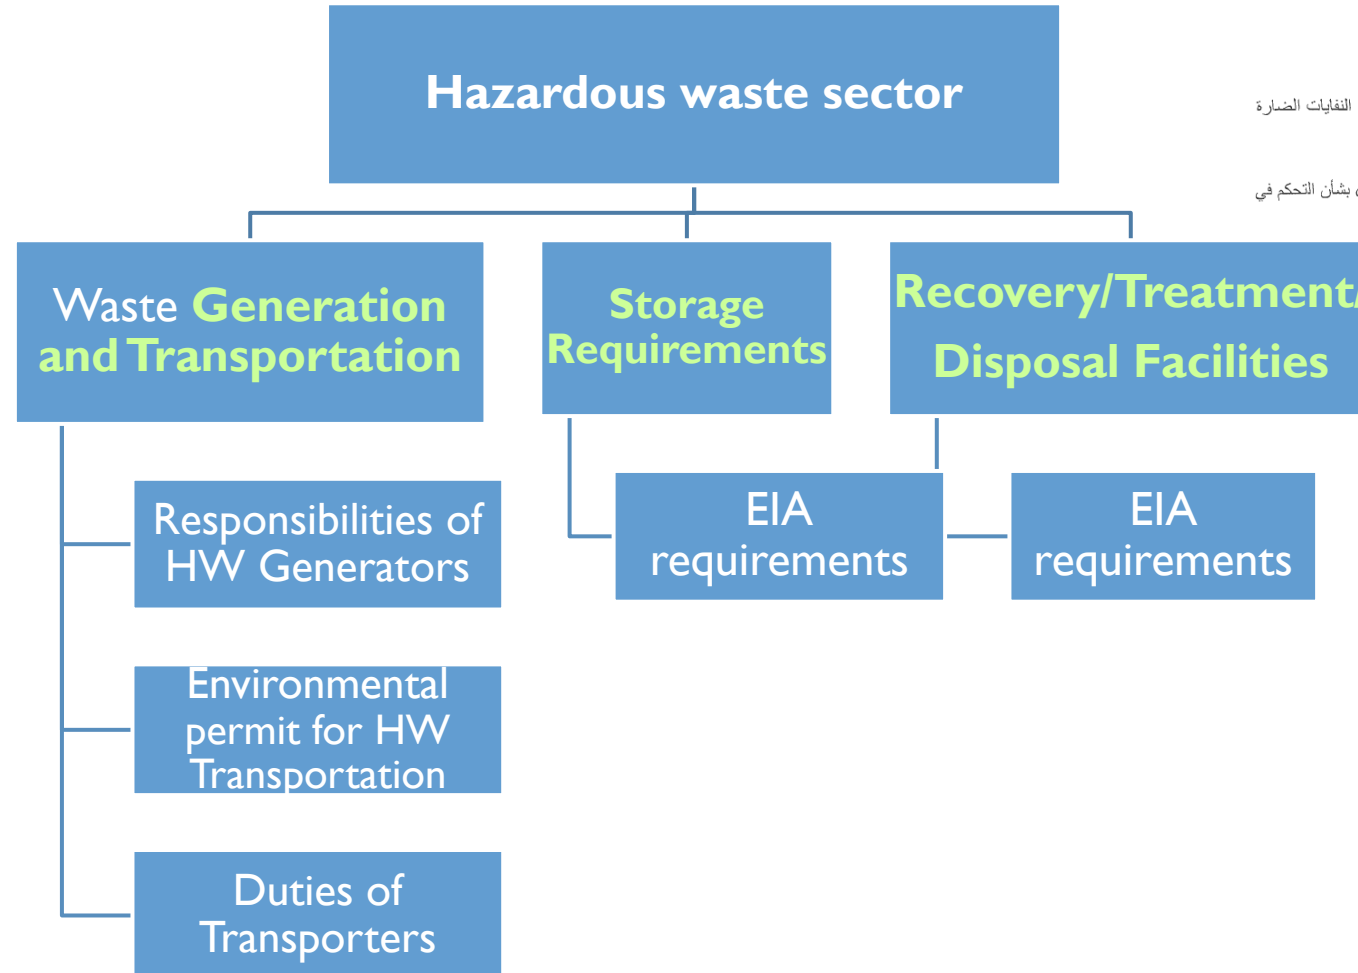 Hazardous waste sector
النفايات الضارة
بشأن التحكم في
Waste Generation
and Transportation
Storage
Requirements
Recovery/Treatment/
Disposal Facilities
Responsibilities of
HW Generators
EIA
requirements
EIA
requirements
Environmental
permit for HW
Transportation
Duties of
Transporters